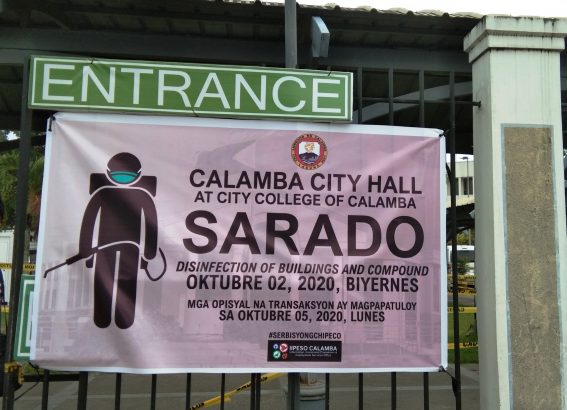 ENTRANCE
CALAMBA CITY HALL
AT CITY COLLEGE OF CALAMBA
SARADO
DISINFECTION OF BUILDINGS AND COMPOUND
OKTUBRE 02, 2020, BIYERNES
MGA OPISYAL NA TRANSAKSYON AY MAGPAPATULOY
SA OKTUBRE 05, 2020, LUNES
#SERBISYONGCHIPECO
IIPESO CALAMBA